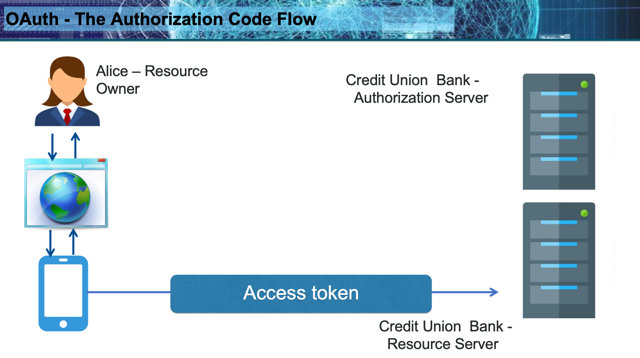 OAuth - The Authorization Code Flow
Alice – Resource
Owner
Credit Union Bank -
Authorization Server
Access token
Credit Union Bank -
Resource Server